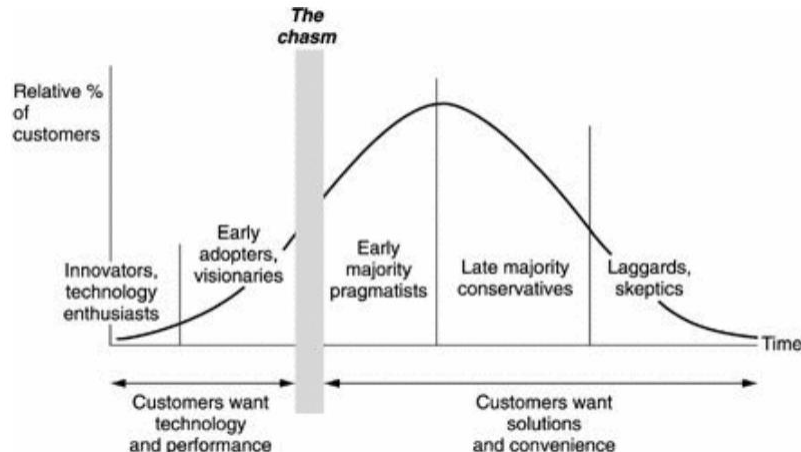 The
chasm
Relative %
of
customers
Innovators,
technology
enthusiasts
Early
adopters,
visionaries
Early
majority
pragmatists
Late majority
conservatives
Laggards,
skeptics
Time
Customers want
technology
and performance
Customers want
solutions
and convenience